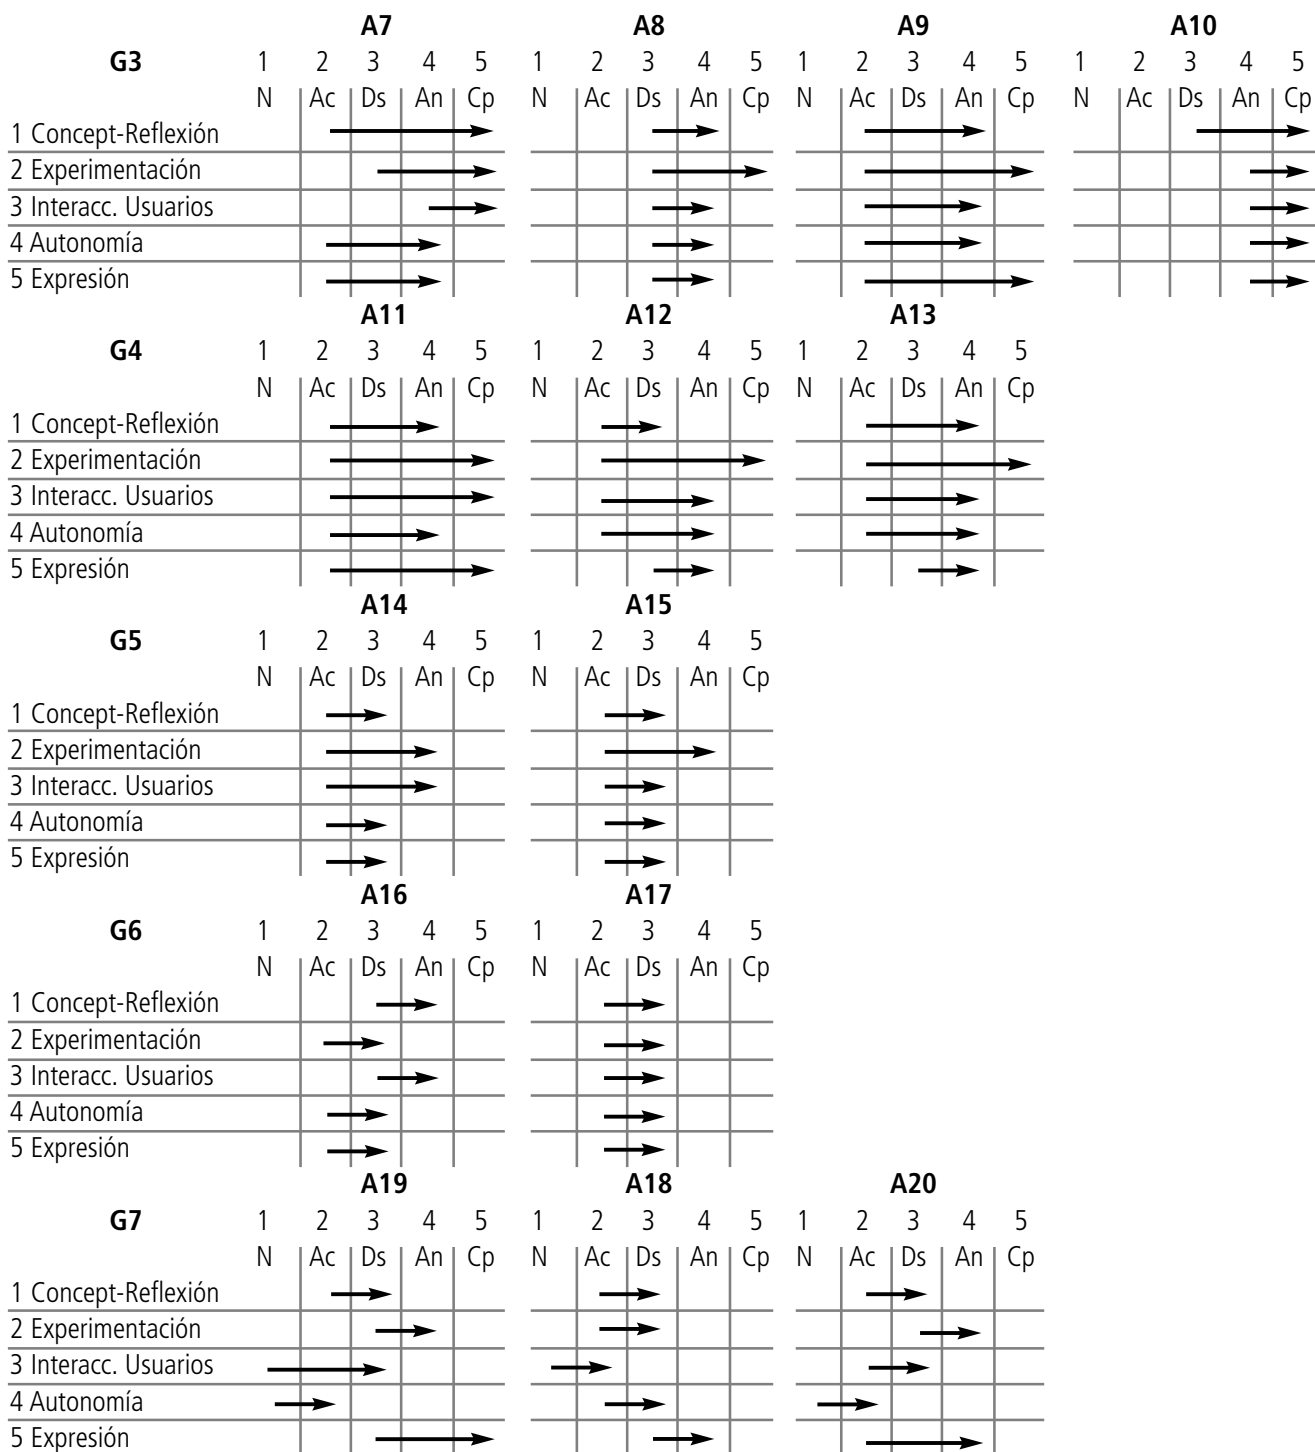 A7 A8 A9 A10
G3 1 2 3 4 5 1 2 3 4 5 1 2 3 4 5 1 2 3 4 5
N Ac Ds An Cp N Ac Ds An Cp N Ac Ds An Cp N Ac Ds An Cp
1 Concept-Reflexión
2 Experimentación
3 Interacc. Usuarios
4 Autonomía
5 Expresión
A11 A12 A13
G4 1 2 3 4 5 1 2 3 4 5 1 2 3 4 5
N Ac Ds An Cp N Ac Ds An Cp N Ac Ds An Cp
1 Concept-Reflexión
2 Experimentación
3 Interacc. Usuarios
4 Autonomía
5 Expresión
A14 A15
G5 1 2 3 4 5 1 2 3 4 5
N Ac Ds An Cp N Ac Ds An Cp
1 Concept-Reflexión
2 Experimentación
3 Interacc. Usuarios
4 Autonomía
5 Expresión
A16 A17
G6 1 2 3 4 5 1 2 3 4 5
N Ac Ds An Cp N Ac Ds An Cp
1 Concept-Reflexión
2 Experimentación
3 Interacc. Usuarios
4 Autonomía
5 Expresión
A19 A18 A20
G7 1 2 3 4 5 1 2 3 4 5 1 2 3 4 5
N Ac Ds An Cp N Ac Ds An Cp N Ac Ds An Cp
1 Concept-Reflexión
2 Experimentación
3 Interacc. Usuarios
4 Autonomía
5 Expresión